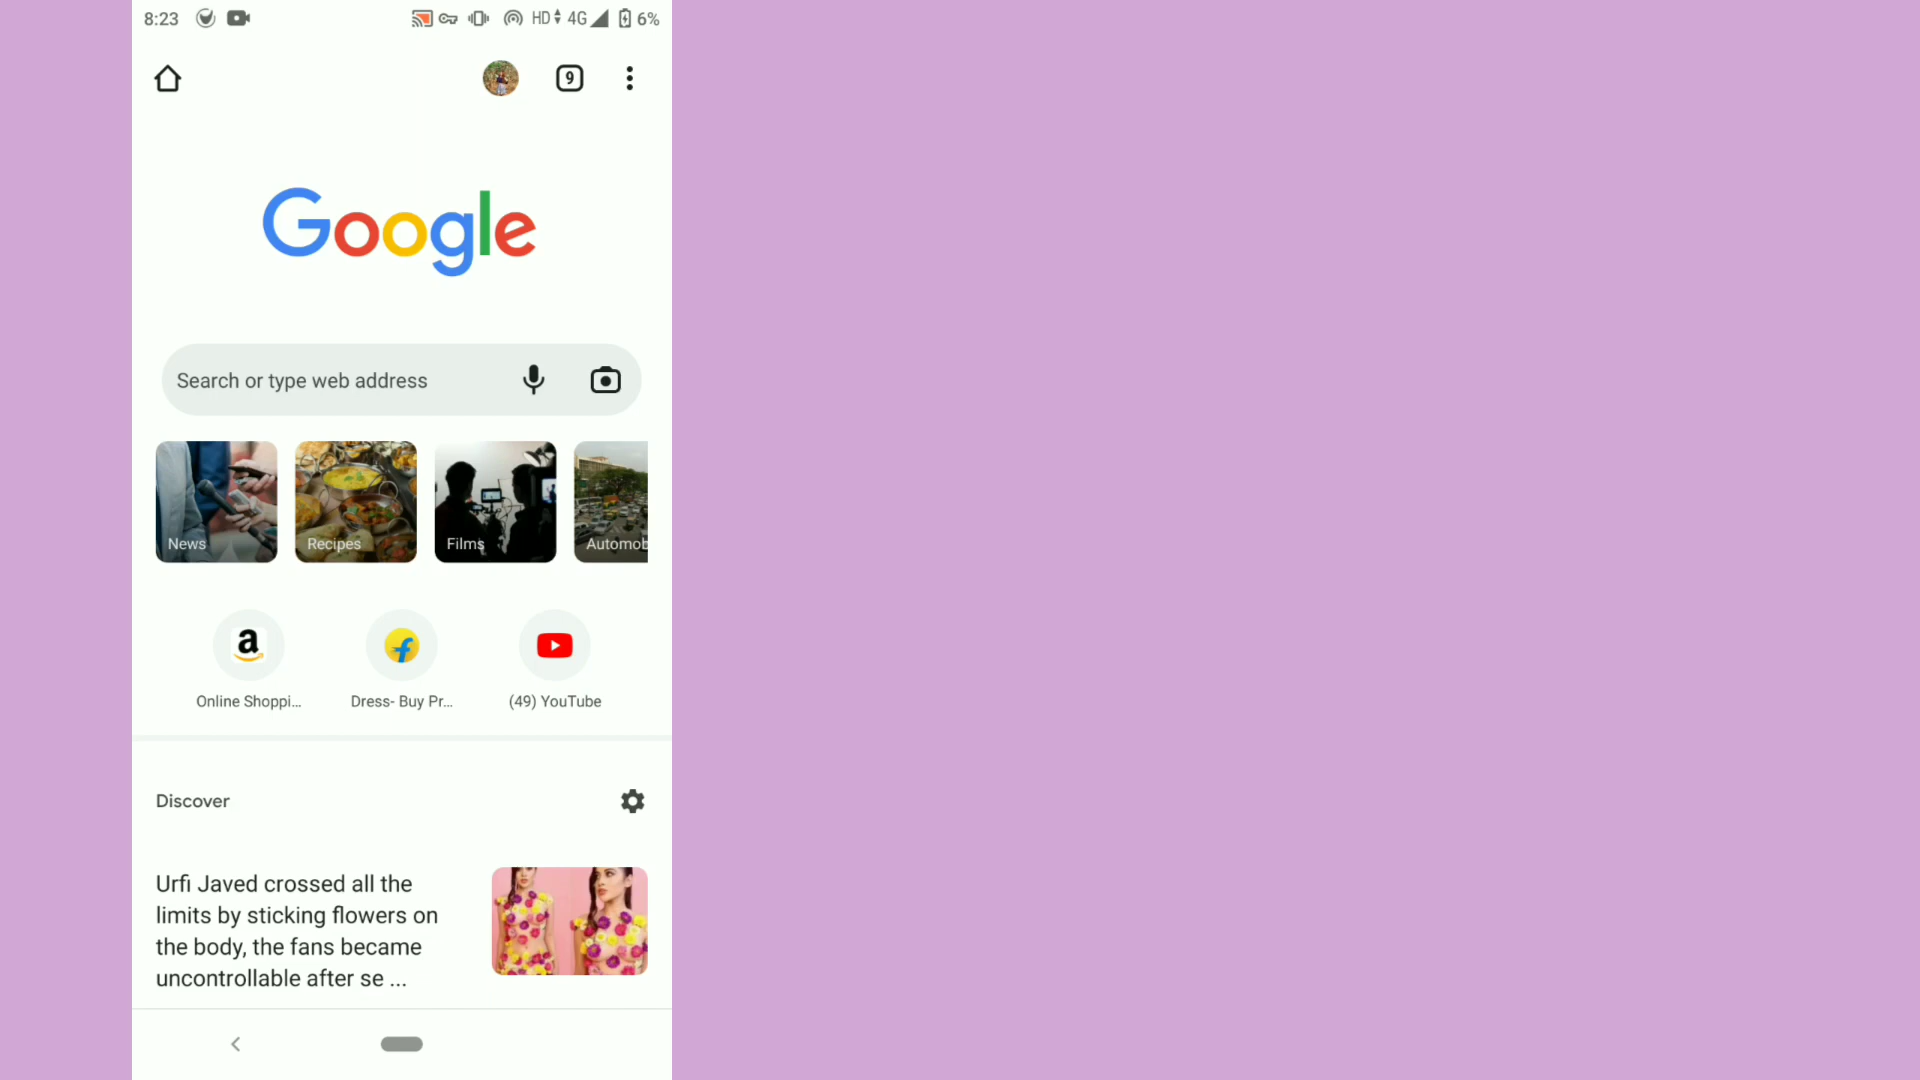 8:23 HD 4G 6%
9
Google
Search or type web address
News Recipes Films Automob
a f
Online Shoppi... Dress- Buy Pr... (49) YouTube
Discover
Urfi Javed crossed all the
limits by sticking flowers on
the body, the fans became
uncontrollable after se ...